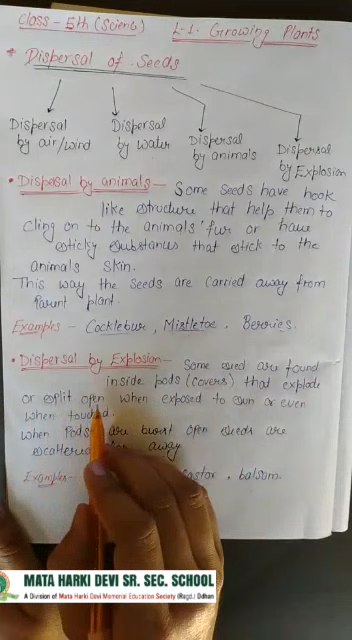 Class - 5th (Science)
L-1. Growing Plants
* Dispersal of Seeds
Dispersal by air/wind
Dispersal by water
Dispersal by animals
Dispersal by Explosion
• Dispersal by animals - Some seeds have hook
like structure that help them to
cling on to the animals' fur or have
sticky substances that stick to the
animals skin.
This way the seeds are carried away from
parent plant.
Examples - Cocklebur, Mistletoe, Berries.
• Dispersal by Explosion - Some seed are found
inside pods (covers) that explode
or split open when exposed to sun or even
when touched.
When Pods are burst open seeds are
scattered away
Examples- Castor, balsam.
MATA HARKI DEVI SR. SEC. SCHOOL
A Division of Mata Harki Devi Memorial Education Society (Regd.) Odhan